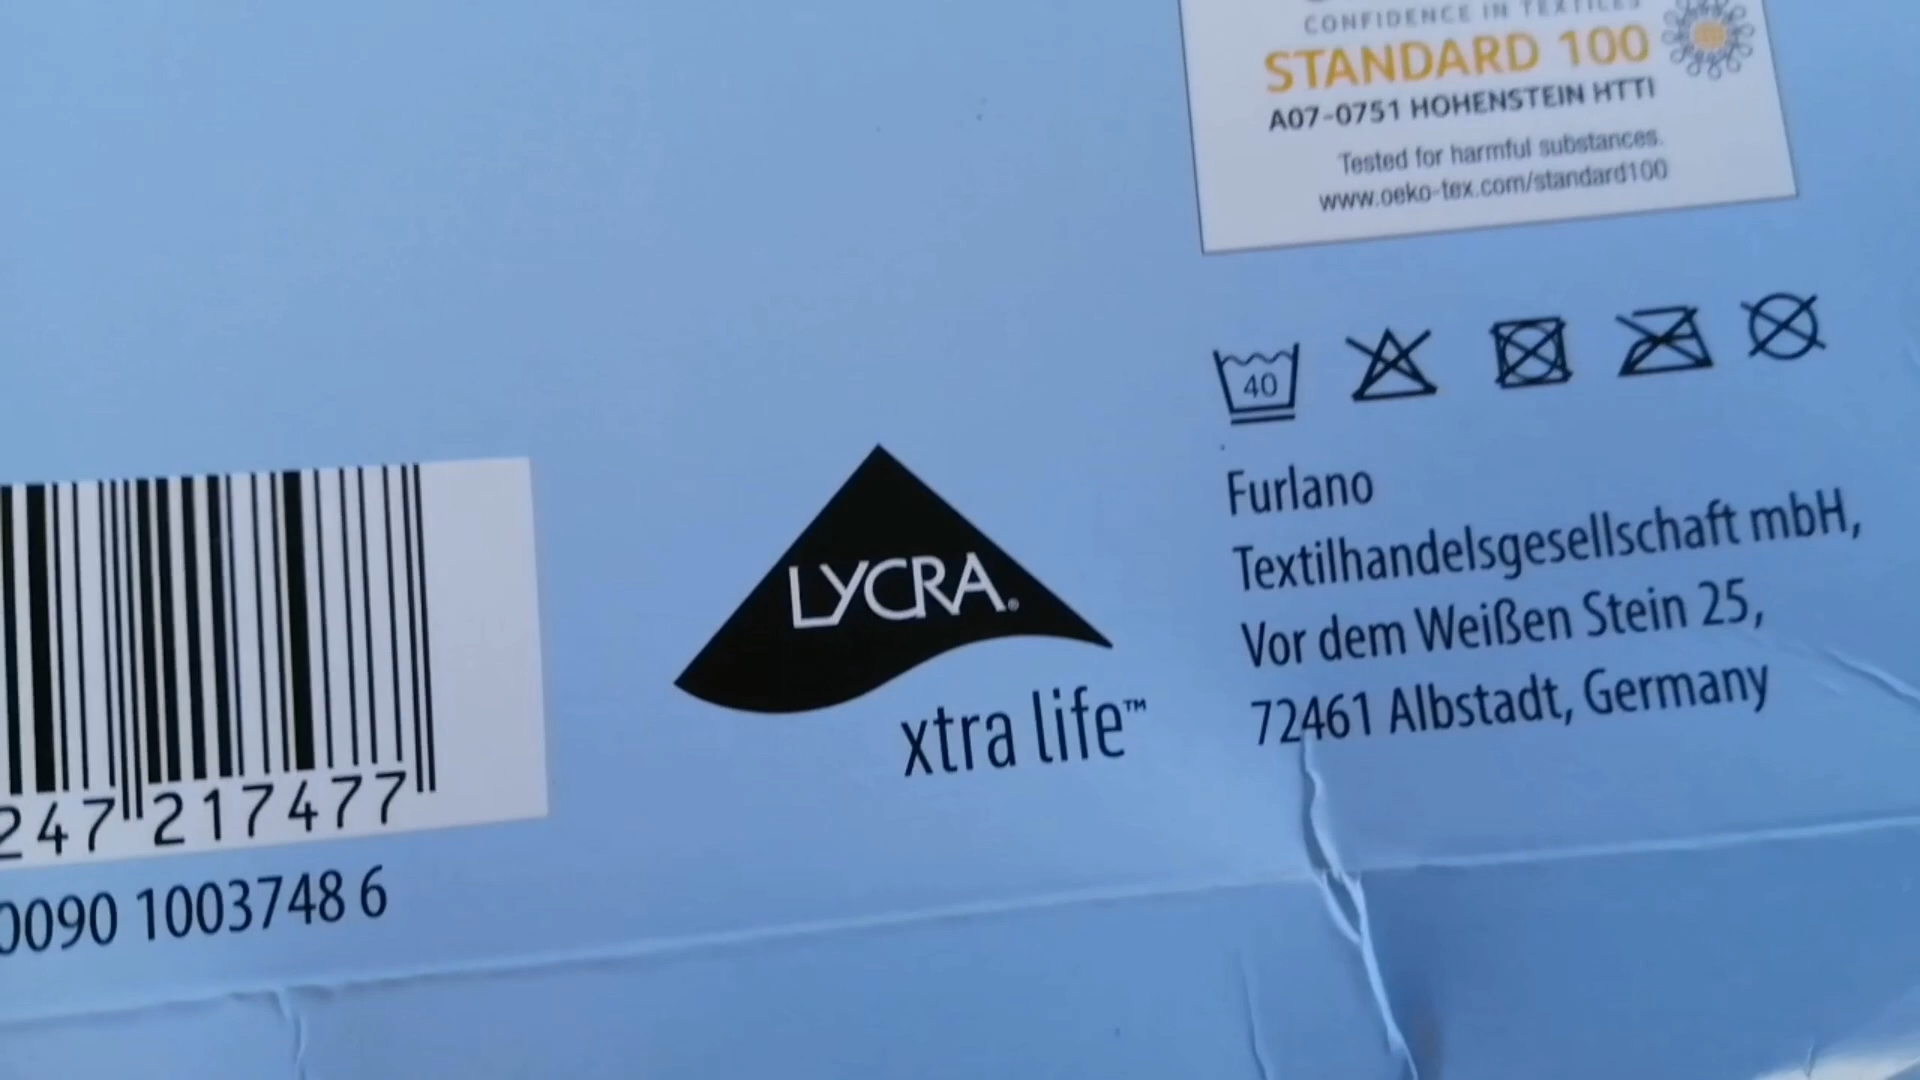 CONFIDENCE IN TEXTILES
STANDARD 100
A07-0751 HOHENSTEIN HTTI
Tested for harmful substances.
www.oeko-tex.com/standard100
40
Furlano
Textilhandelsgesellschaft mbH,
Vor dem Weißen Stein 25,
72461 Albstadt, Germany
LYCRA®
xtra life™
247 217477
0090 1003748 6